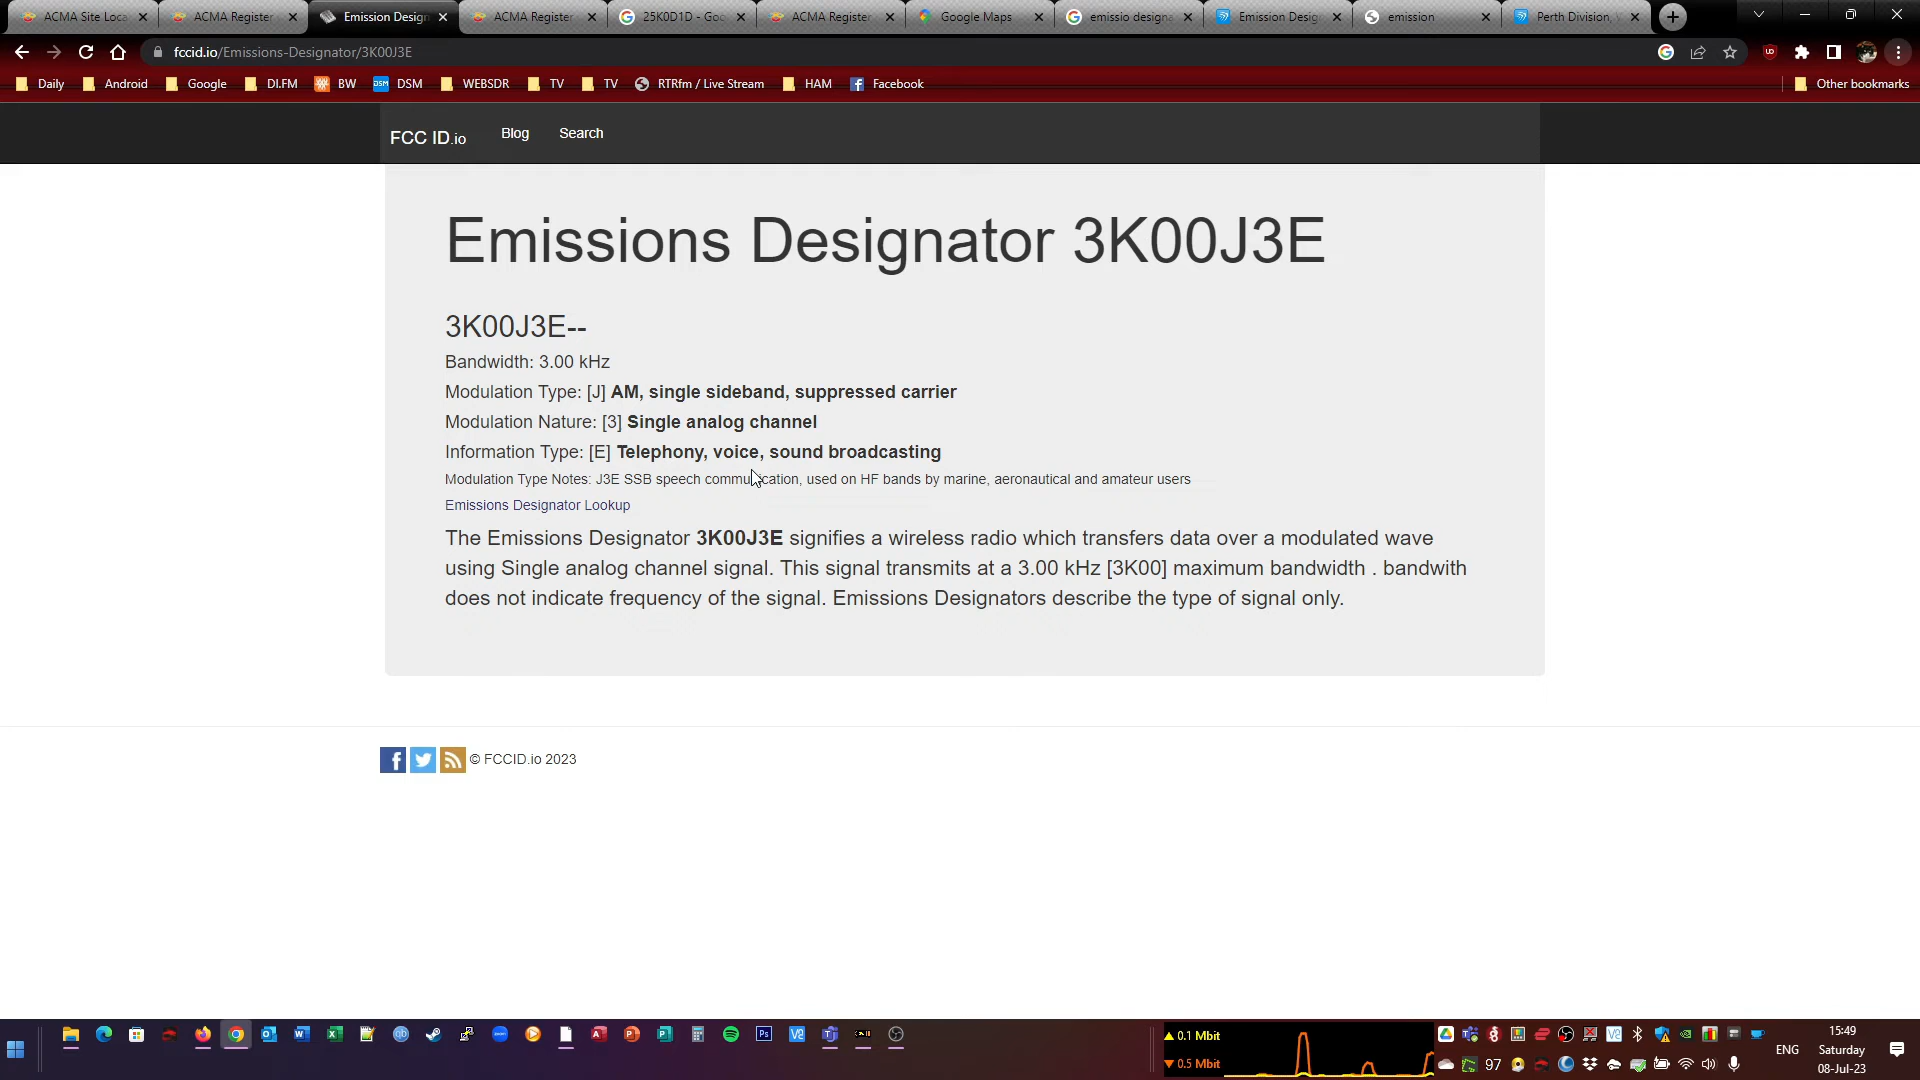 ACMA Site Loca
ACMA Register
Emission Design
ACMA Register
25K0D1D - Goo
ACMA Register
Google Maps
emissio designa
Emission Desig
emission
Perth Division,
fccid.io/Emissions-Designator/3K00J3E
Daily
Android
Google
DI.FM
BW
DSM
WEBSDR
TV
TV
RTRfm / Live Stream
HAM
Facebook
Other bookmarks
FCC ID.io
Blog
Search
Emissions Designator 3K00J3E
3K00J3E--
Bandwidth: 3.00 kHz
Modulation Type: [J] AM, single sideband, suppressed carrier
Modulation Nature: [3] Single analog channel
Information Type: [E] Telephony, voice, sound broadcasting
Modulation Type Notes: J3E SSB speech communication, used on HF bands by marine, aeronautical and amateur users
Emissions Designator Lookup
The Emissions Designator 3K00J3E signifies a wireless radio which transfers data over a modulated wave
using Single analog channel signal. This signal transmits at a 3.00 kHz [3K00] maximum bandwidth . bandwith
does not indicate frequency of the signal. Emissions Designators describe the type of signal only.
© FCCID.io 2023
0.1 Mbit
0.5 Mbit
97
ENG
15:49
Saturday
08-Jul-23